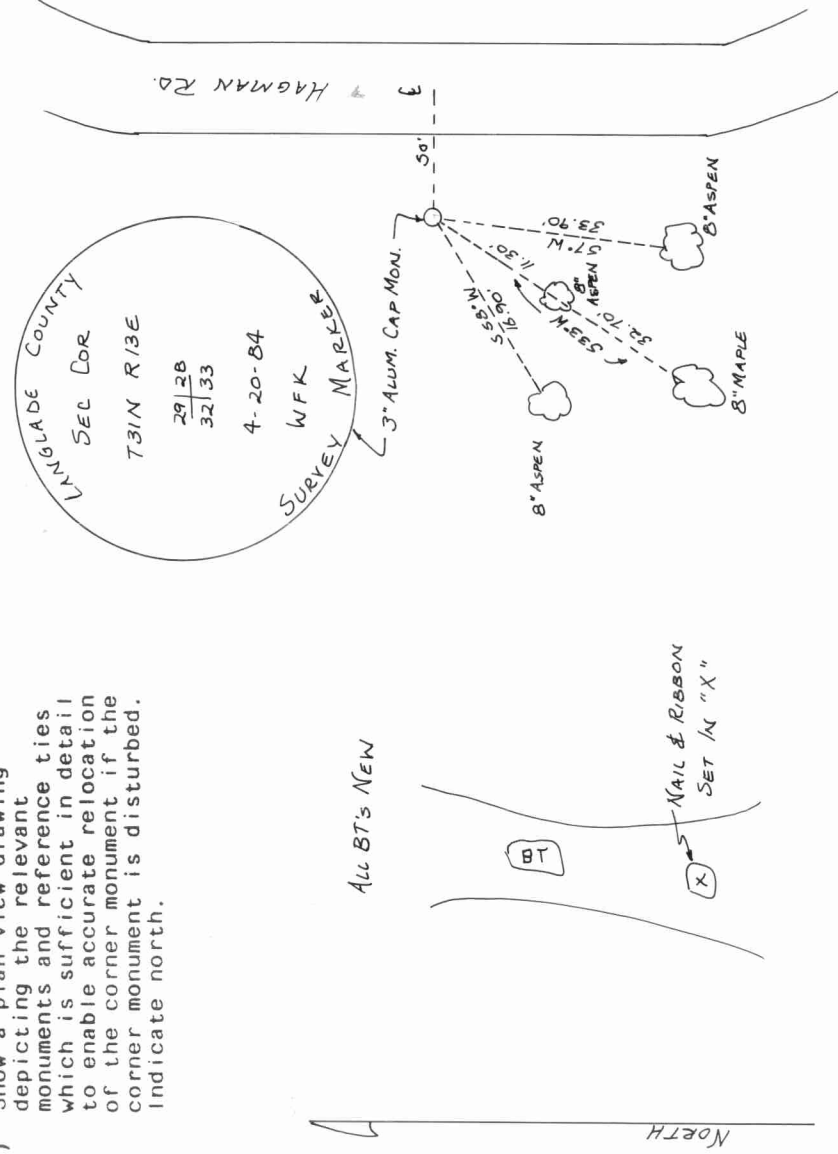 ) Show a plan view drawing
depicting the relevant
monuments and reference ties
which is sufficient in detail
to enable accurate relocation
of the corner monument if the
corner monument is disturbed.
Indicate north.
LANGLADE COUNTY
SEC COR
T31N R13E
29|28
32|33
4-20-84
WFK
SURVEY MARKER
3" ALUM. CAP MON.
HAGMAN RD.
℄
50'
S 58° W
16.90'
11.30'
8"
ASPEN
S33°W
32.70'
S7°W
33.90'
8" ASPEN
8" MAPLE
8" ASPEN
ALL BT's NEW
BT
X
NAIL & RIBBON
SET IN "X"
NORTH